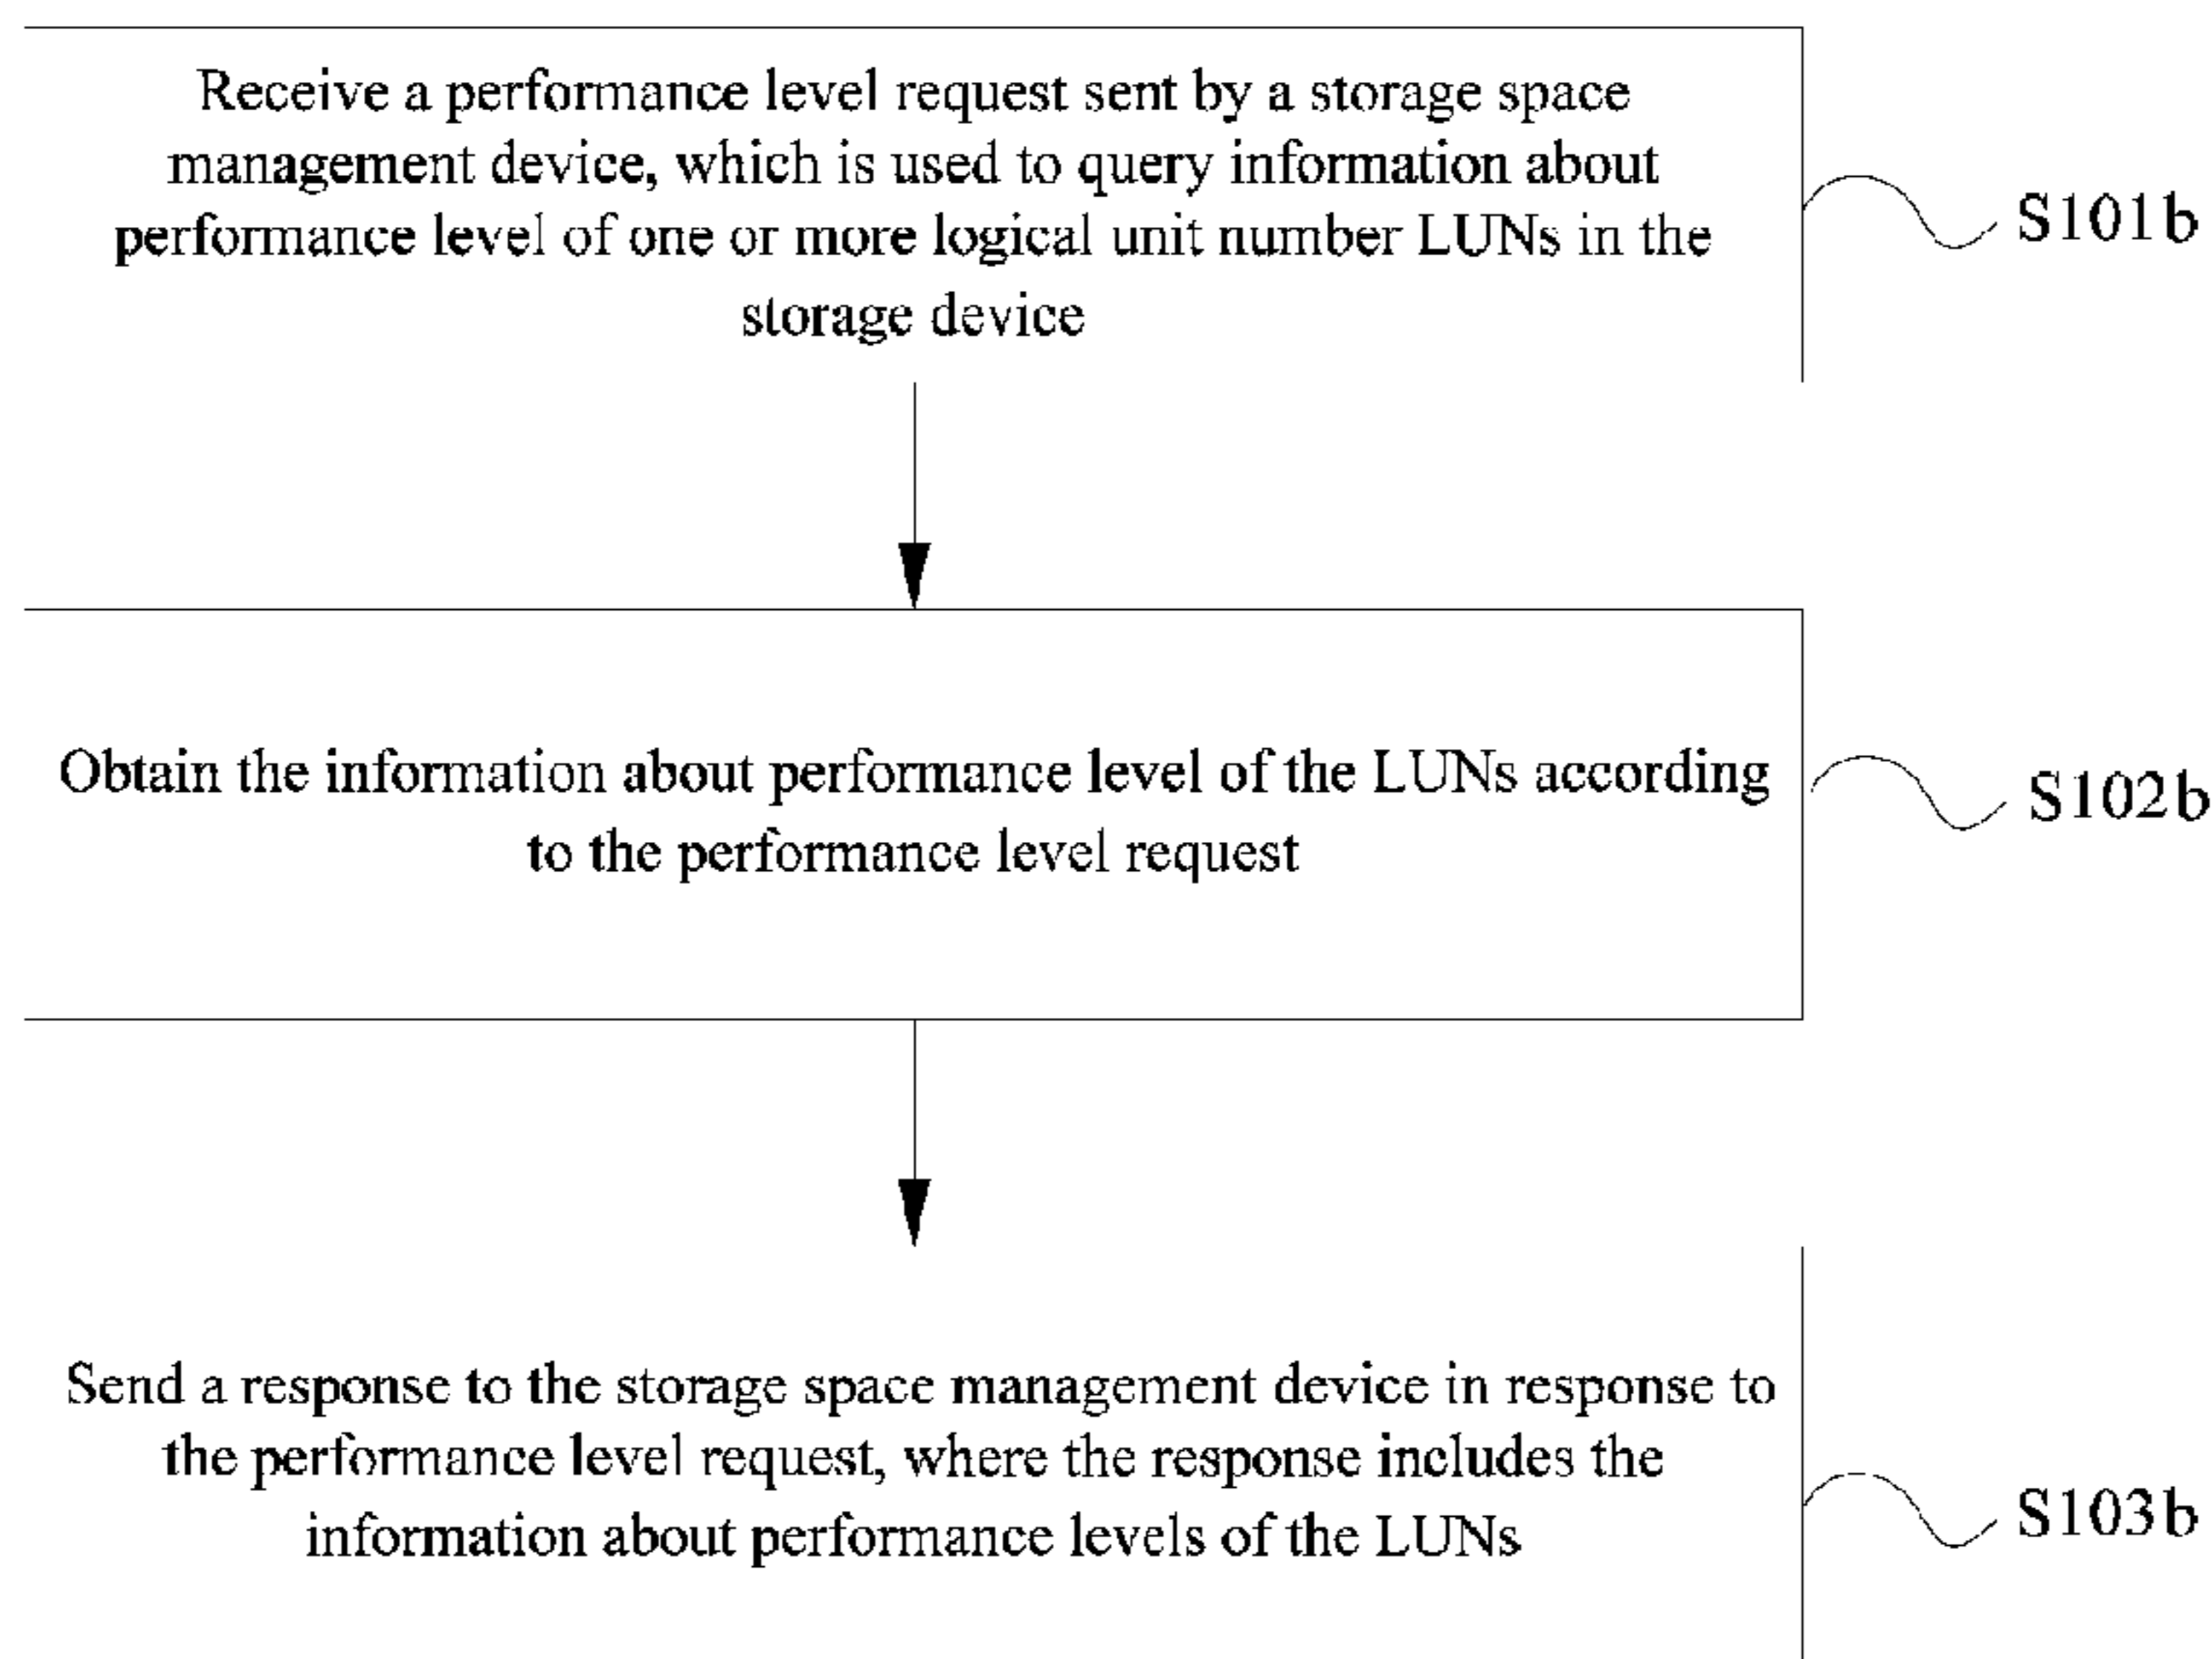 Receive a performance level request sent by a storage space
management device, which is used to query information about
performance level of one or more logical unit number LUNs in the
storage device
S101b
Obtain the information about performance level of the LUNs according
to the performance level request
S102b
Send a response to the storage space management device in response to
the performance level request, where the response includes the
information about performance levels of the LUNs
S103b